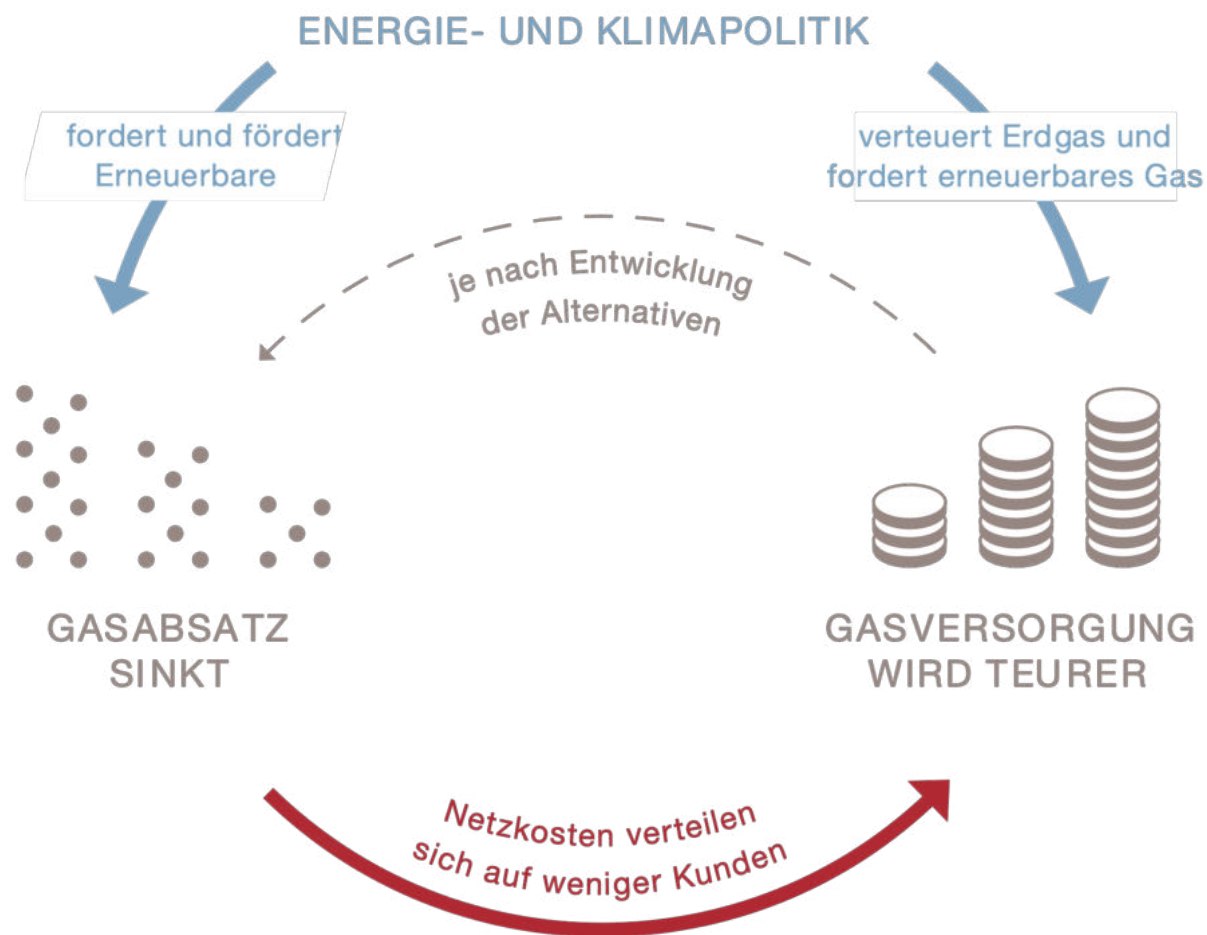 ENERGIE- UND KLIMAPOLITIK
fordert und fördert
Erneuerbare
verteuert Erdgas und
fordert erneuerbares Gas
je nach Entwicklung
der Alternativen
GASABSATZ
SINKT
GASVERSORGUNG
WIRD TEURER
Netzkosten verteilen
sich auf weniger Kunden